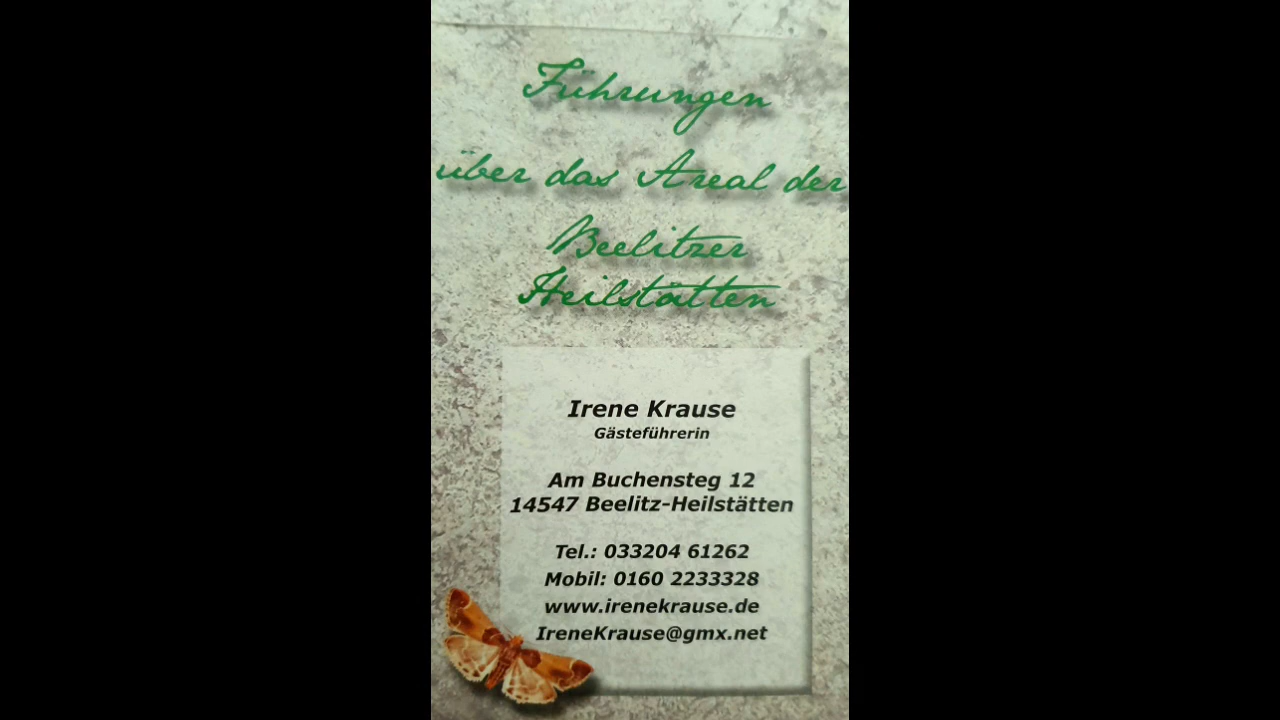 Führungen
über das Areal der
Beelitzer
Heilstätten
Irene Krause
Gästeführerin
Am Buchensteg 12
14547 Beelitz-Heilstätten
Tel.: 033204 61262
Mobil: 0160 2233328
www.irenekrause.de
IreneKrause@gmx.net